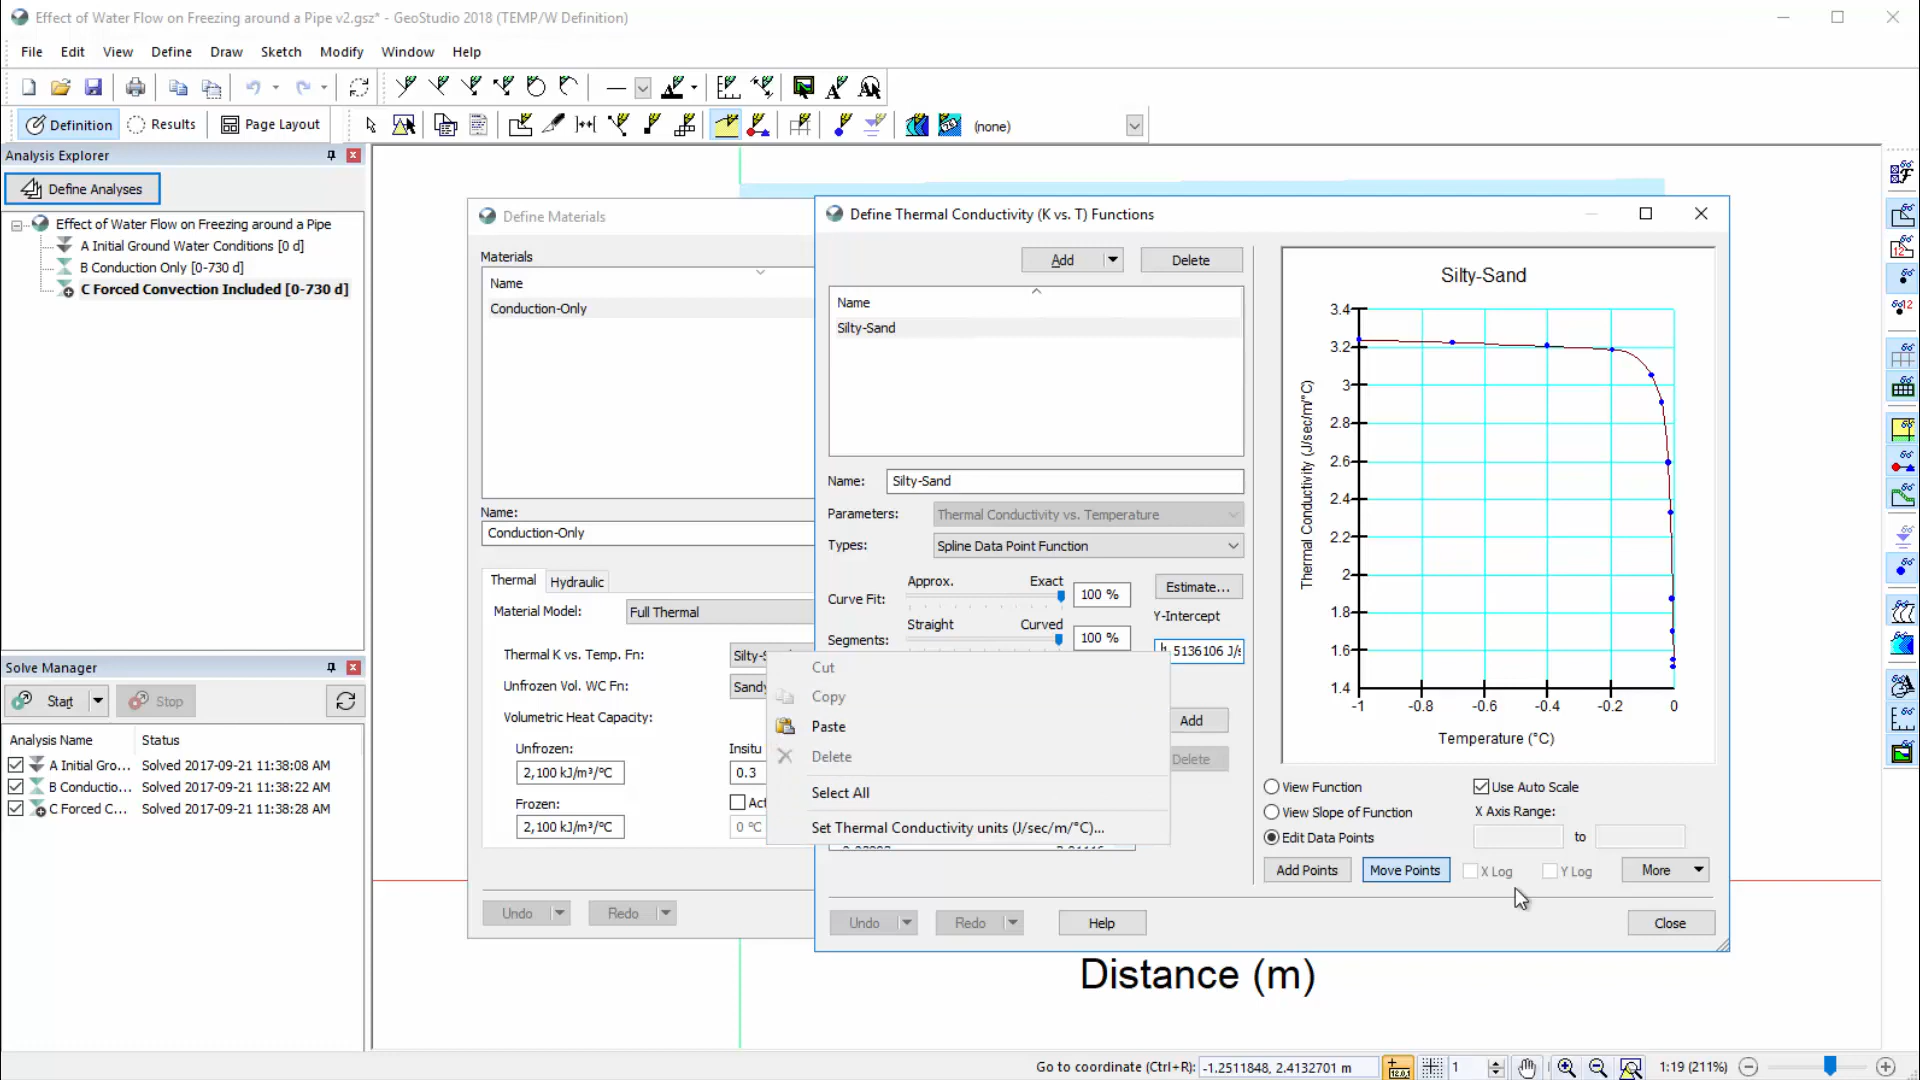 Effect of Water Flow on Freezing around a Pipe v2.gsz* - GeoStudio 2018 (TEMP/W Definition)
File Edit View Define Draw Sketch Modify Window Help
Definition Results Page Layout (none)
Analysis Explorer
Define Analyses
Effect of Water Flow on Freezing around a Pipe
A Initial Ground Water Conditions [0 d]
B Conduction Only [0-730 d]
C Forced Convection Included [0-730 d]
Solve Manager
Start Stop
Analysis Name Status
A Initial Gro... Solved 2017-09-21 11:38:08 AM
B Conductio... Solved 2017-09-21 11:38:22 AM
C Forced C... Solved 2017-09-21 11:38:28 AM
Define Materials
Materials
Name
Conduction-Only
Name:
Conduction-Only
Thermal Hydraulic
Material Model: Full Thermal
Thermal K vs. Temp. Fn: Silty-S
Unfrozen Vol. WC Fn: Sandy
Volumetric Heat Capacity:
Unfrozen: Insitu
2,100 kJ/m³/°C 0.3
Frozen: Act
2,100 kJ/m³/°C 0 °C
Undo Redo
Define Thermal Conductivity (K vs. T) Functions
Add Delete
Name
Silty-Sand
Name: Silty-Sand
Parameters: Thermal Conductivity vs. Temperature
Types: Spline Data Point Function
Approx. Exact
Curve Fit: 100 % Estimate...
Straight Curved Y-Intercept
Segments: 100 % 5136106 J/s
Cut
Copy
Paste
Delete
Select All
Set Thermal Conductivity units (J/sec/m/°C)...
Add
Delete
Undo Redo Help
Silty-Sand
Thermal Conductivity (J/sec/m/°C)
3.4
3.2
3
2.8
2.6
2.4
2.2
2
1.8
1.6
1.4
-1 -0.8 -0.6 -0.4 -0.2 0
Temperature (°C)
View Function Use Auto Scale
View Slope of Function X Axis Range:
Edit Data Points to
Add Points Move Points X Log Y Log More
Close
Distance (m)
Go to coordinate (Ctrl+R): -1.2511848, 2.4132701 m 1 1:19 (211%)